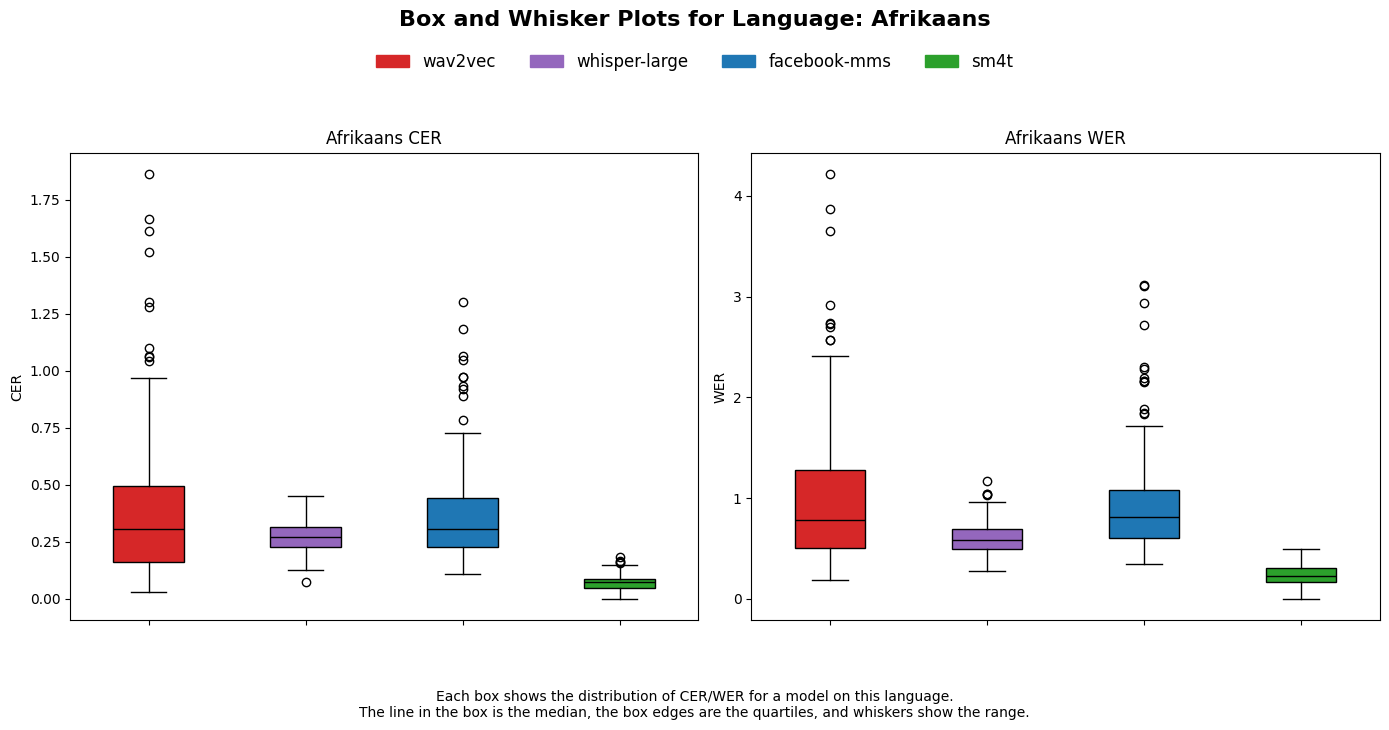 Box and Whisker Plots for Language: Afrikaans
wav2vec whisper-large facebook-mms sm4t
Afrikaans CER
1.75
1.50
1.25
1.00
0.75
0.50
0.25
0.00
CER
Afrikaans WER
4
3
2
1
0
WER
Each box shows the distribution of CER/WER for a model on this language.
The line in the box is the median, the box edges are the quartiles, and whiskers show the range.